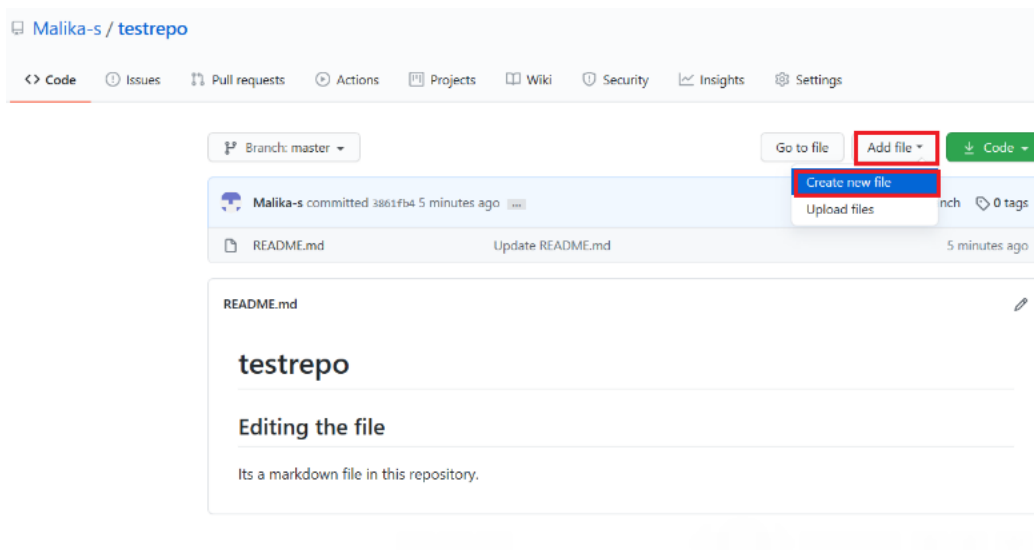 Malika-s / testrepo
Code Issues Pull requests Actions Projects Wiki Security Insights Settings
Branch: master Go to file Add file Code
Create new file
Malika-s committed 3861fb4 5 minutes ago ... 0 tags
Upload files
README.md Update README.md 5 minutes ago
README.md
testrepo
Editing the file
Its a markdown file in this repository.